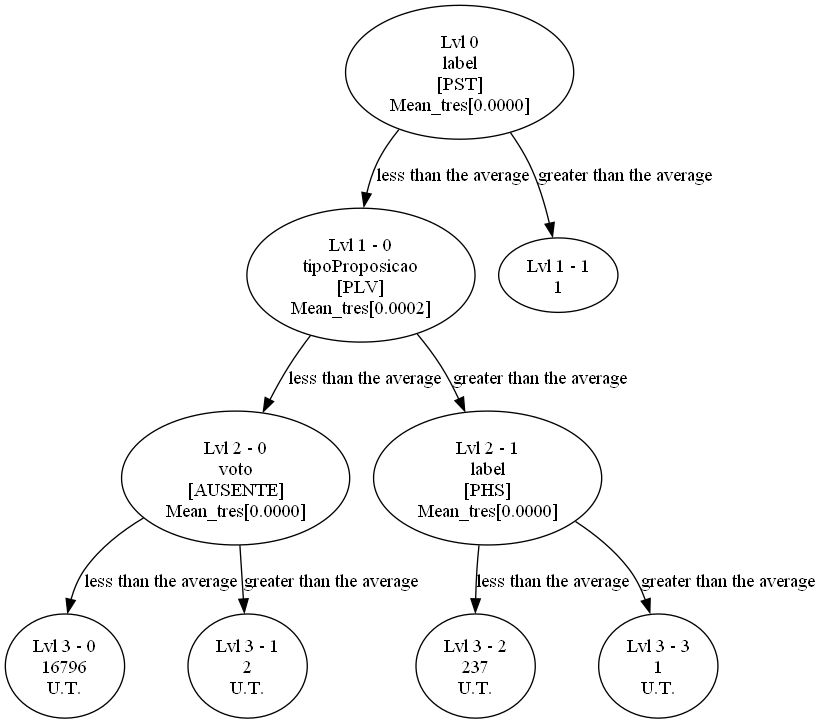 Lvl 0
label
[PST]
Mean_tres[0.0000]
less than the average
greater than the average
Lvl 1 - 0
tipoProposicao
[PLV]
Mean_tres[0.0002]
Lvl 1 - 1
1
less than the average
greater than the average
Lvl 2 - 0
voto
[AUSENTE]
Mean_tres[0.0000]
Lvl 2 - 1
label
[PHS]
Mean_tres[0.0000]
less than the average
greater than the average
less than the average
greater than the average
Lvl 3 - 0
16796
U.T.
Lvl 3 - 1
2
U.T.
Lvl 3 - 2
237
U.T.
Lvl 3 - 3
1
U.T.